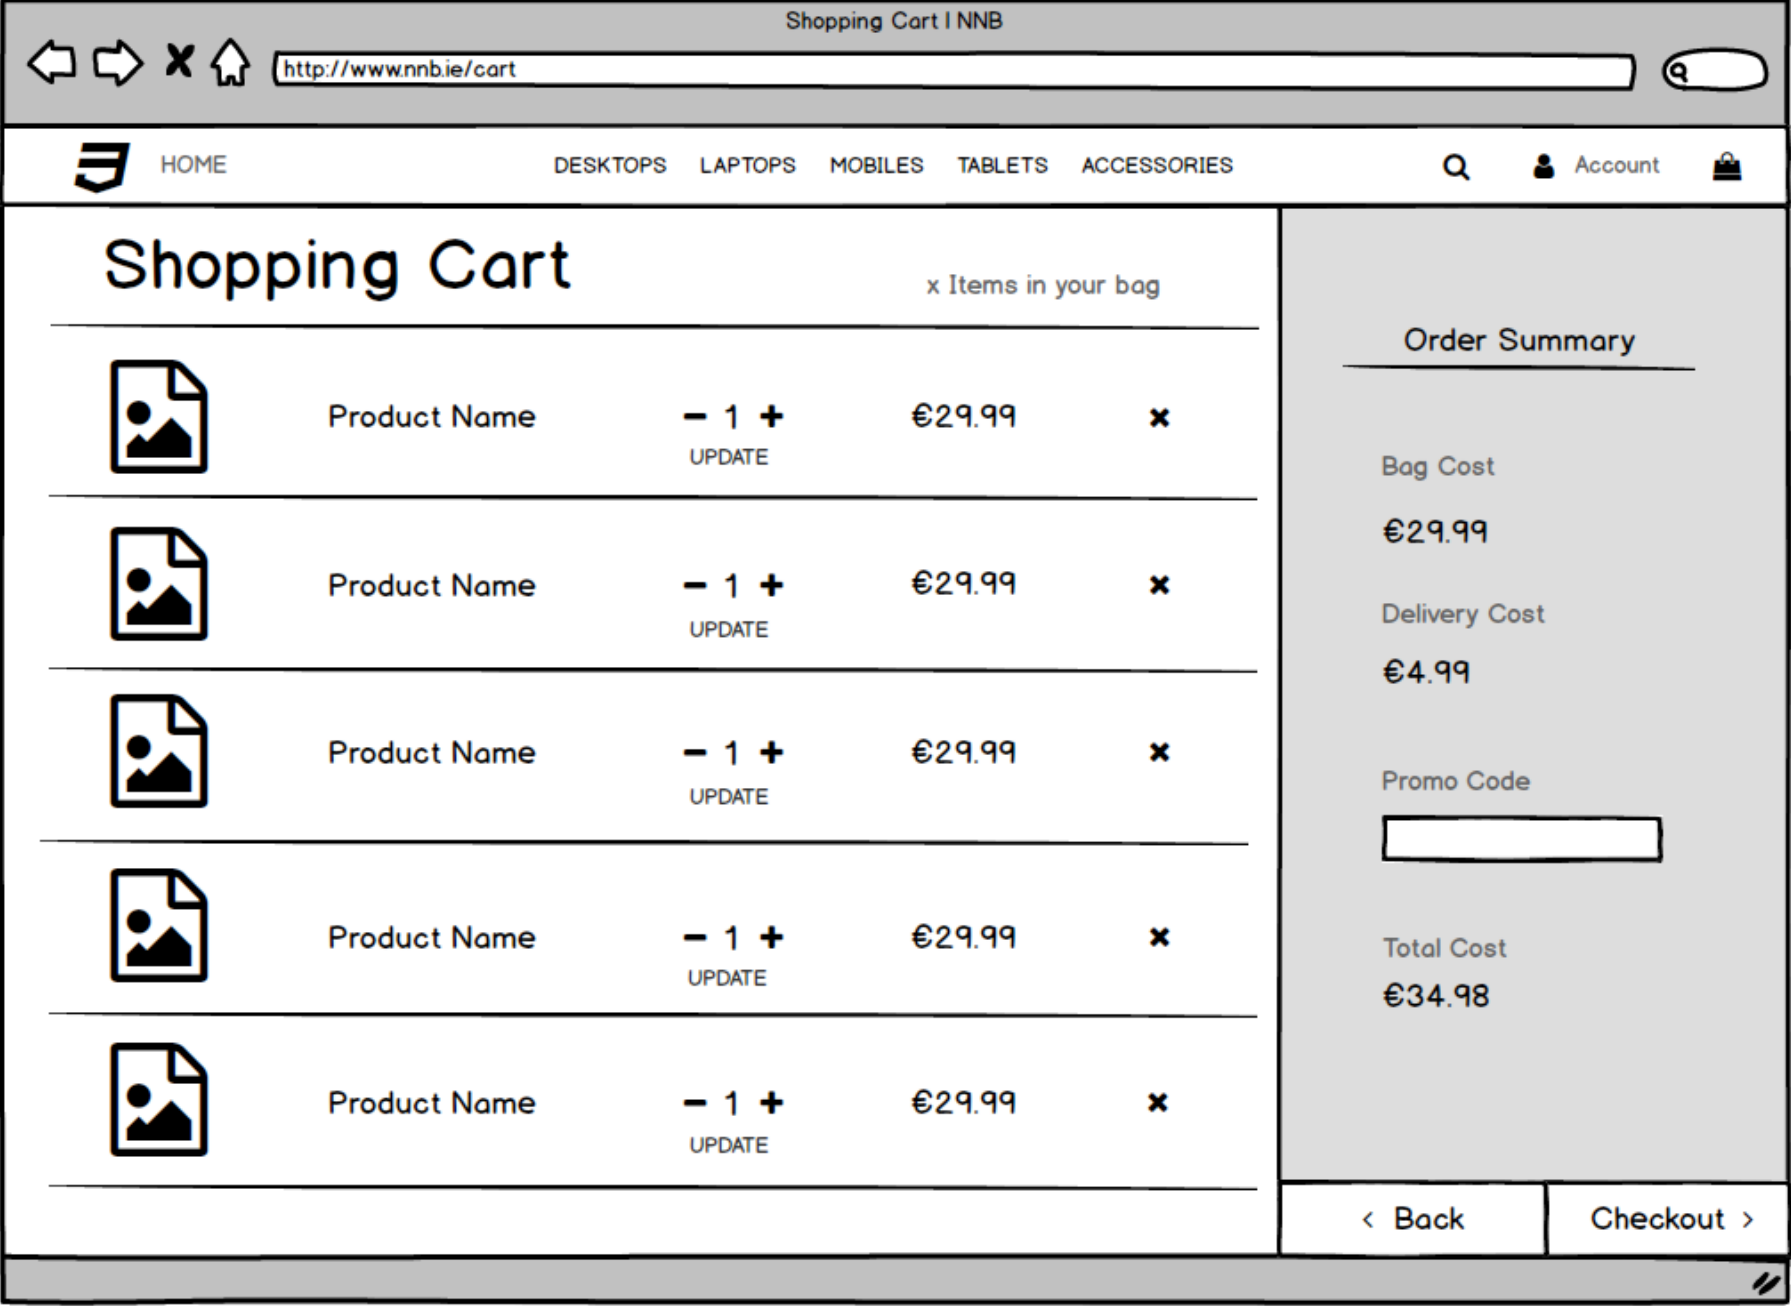 Shopping Cart | NNB
http://www.nnb.ie/cart
HOME DESKTOPS LAPTOPS MOBILES TABLETS ACCESSORIES Account
Shopping Cart
x Items in your bag
Product Name 1 €29.99
UPDATE
Product Name 1 €29.99
UPDATE
Product Name 1 €29.99
UPDATE
Product Name 1 €29.99
UPDATE
Product Name 1 €29.99
UPDATE
Order Summary
Bag Cost
€29.99
Delivery Cost
€4.99
Promo Code
Total Cost
€34.98
< Back
Checkout >